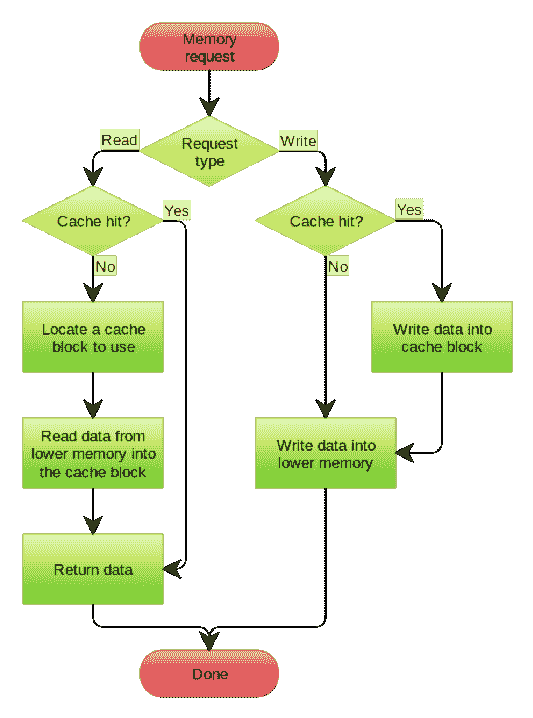 Memory
request
Request
type
Read
Write
Cache hit?
Yes
No
Cache hit?
Yes
No
Locate a cache
block to use
Write data into
cache block
Read data from
lower memory into
the cache block
Write data into
lower memory
Return data
Done